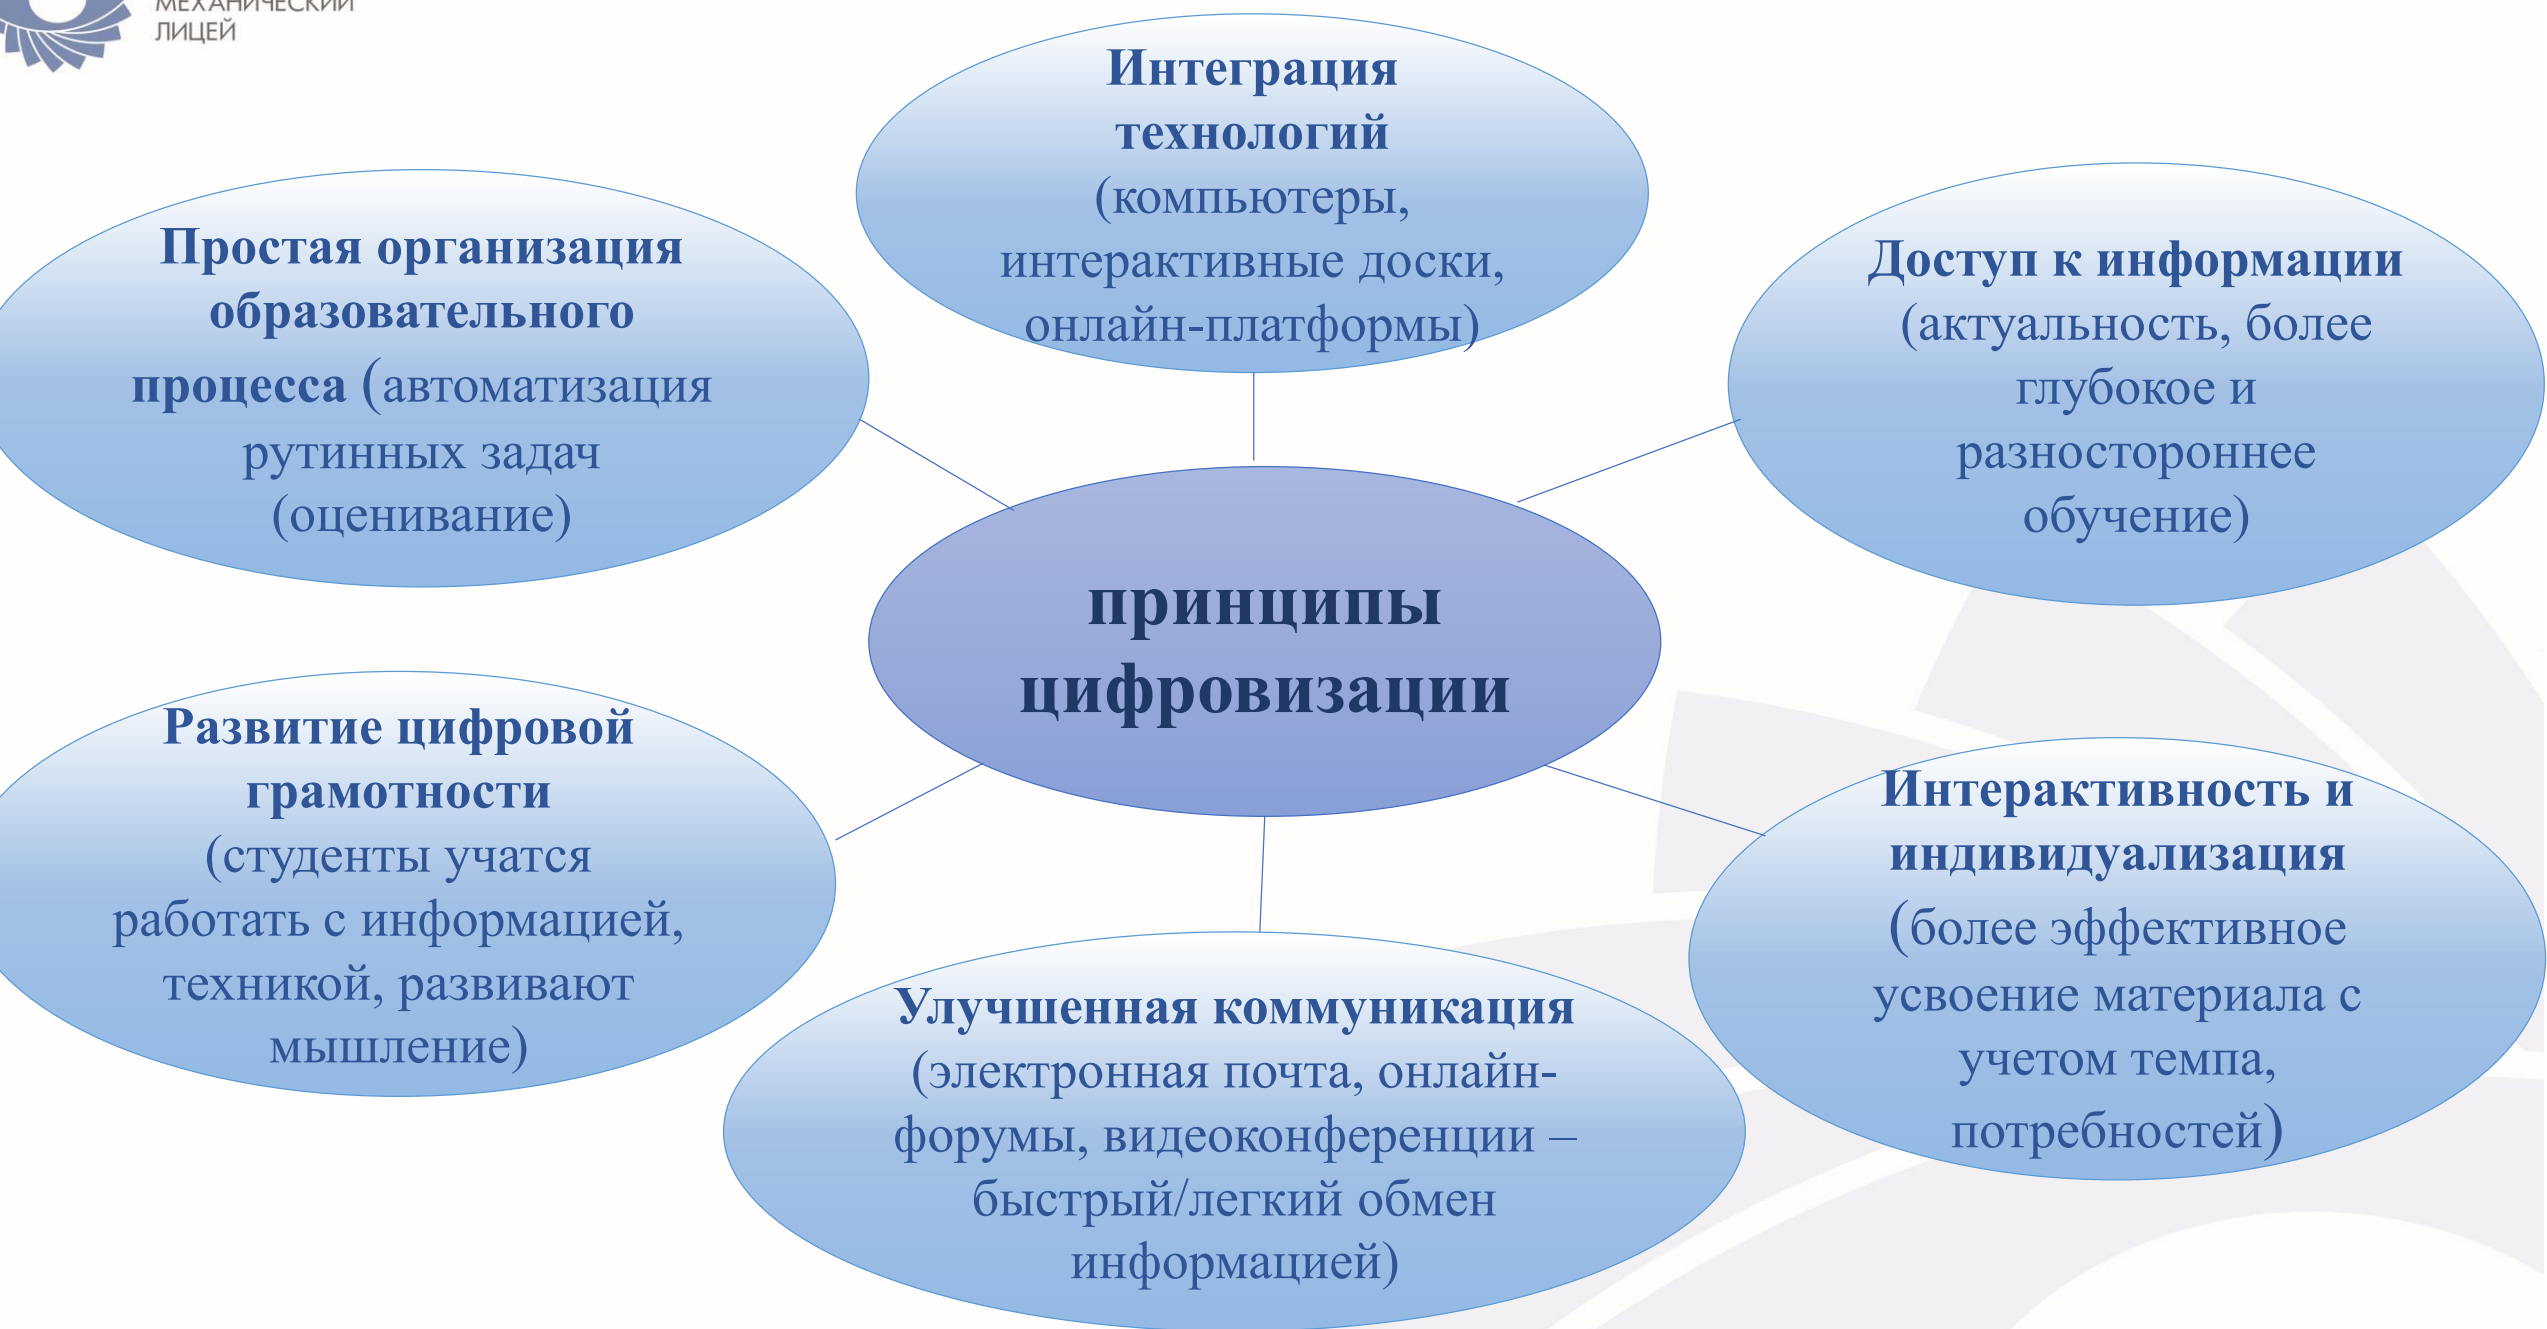 МЕХАНИЧЕСКИЙ
ЛИЦЕЙ
Интеграция
технологий
(компьютеры,
интерактивные доски,
онлайн-платформы)
Простая организация
образовательного
процесса (автоматизация
рутинных задач
(оценивание)
Доступ к информации
(актуальность, более
глубокое и
разностороннее
обучение)
принципы
цифровизации
Развитие цифровой
грамотности
(студенты учатся
работать с информацией,
техникой, развивают
мышление)
Интерактивность и
индивидуализация
(более эффективное
усвоение материала с
учетом темпа,
потребностей)
Улучшенная коммуникация
(электронная почта, онлайн-
форумы, видеоконференции –
быстрый/легкий обмен
информацией)